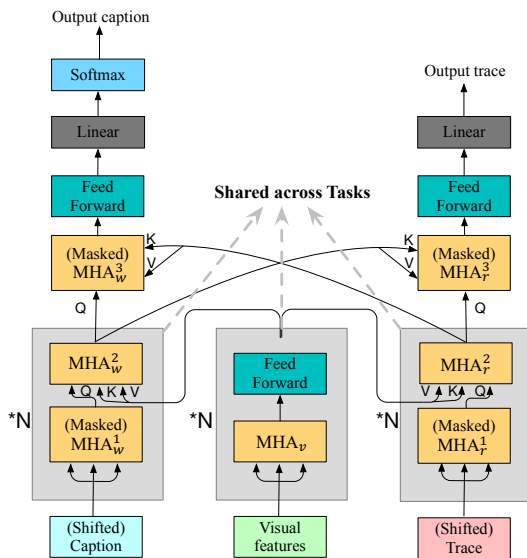 Output caption
Softmax
Linear
Feed
Forward
(Masked)
MHA³w
K
V
Q
MHA²w
Q
K
V
(Masked)
MHA¹w
*N
(Shifted)
Caption
Shared across Tasks
Feed
Forward
MHAv
*N
Visual
features
Output trace
Linear
Feed
Forward
(Masked)
MHA³r
K
V
Q
MHA²r
V
K
Q
(Masked)
MHA¹r
*N
(Shifted)
Trace